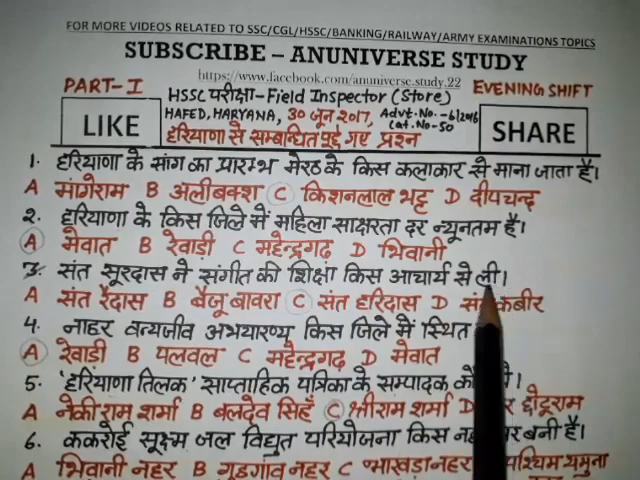 FOR MORE VIDEOS RELATED TO SSC/CGL/HSSC/BANKING/RAILWAY/ARMY EXAMINATIONS TOPICS
SUBSCRIBE – ANUNIVERSE STUDY
https://www.facebook.com/anuniverse.study.22
PART-I
EVENING SHIFT
HSSC परीक्षा-Field Inspector (Store)
HAFED, HARYANA, 30 जून 2017, Advt. No.-6/2016
Cat. No-50
हरियाणा से सम्बन्धित पुछे गए प्रश्न
LIKE
SHARE
1. हरियाणा के सांग का प्रारम्भ मेरठ के किस कलाकार से माना जाता है।
A मांगेराम B अलीबक्श C किशनलाल भट्ट D दीपचन्द
2. हरियाणा के किस जिले में महिला साक्षरता दर न्यूनतम है।
A मेवात B रेवाड़ी C महेन्द्रगढ़ D भिवानी
3. संत सूरदास ने संगीत की शिक्षा किस आचार्य से ली।
A संत रैदास B बैजू बावरा C संत हरिदास D कबीर
4. नाहर वन्यजीव अभयारण्य किस जिले में स्थित
A रेवाडी B पलवल C महेन्द्रगढ़ D मेवात
5. 'हरियाणा तिलक' साप्ताहिक पत्रिका के सम्पादक
A नेकीराम शर्मा B बलदेव सिहँ C श्रीराम शर्मा D छोटूराम
6. ककरोई सूक्ष्म जल विद्युत परियोजना किस बनी है।
A भिवानी नहर B गुडगांव नहर C भाखडा नहर पश्चिम यमुना